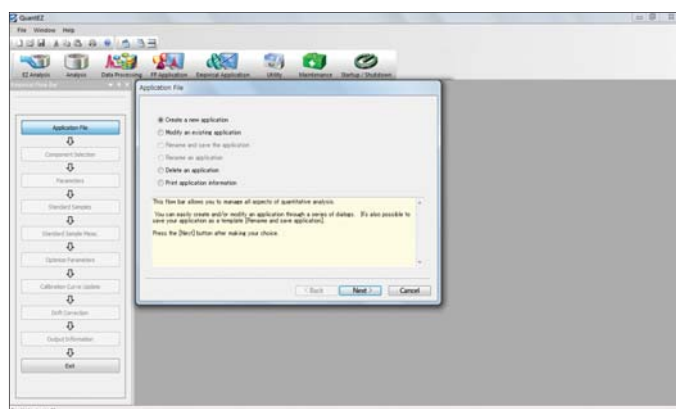 QuantEZ
File Window Help
EZ Analysis Analysis Data Processing FP Application Empirical Application Utility Maintenance Startup / Shutdown
Application File
Application File
Component Selection
Parameters
Standard Samples
Standard Sample Meas.
Optimize Parameters
Calibration Curve Update
Drift Correction
Output Information
Exit
Create a new application
Modify an existing application
Rename and save the application
Rename an application
Delete an application
Print application information
This flow bar allows you to manage all aspects of quantitative analysis.
You can easily create and/or modify an application through a series of dialogs. It's also possible to
save your application as a template [Rename and save application].
Press the [Next] button after making your choice.
< Back Next > Cancel